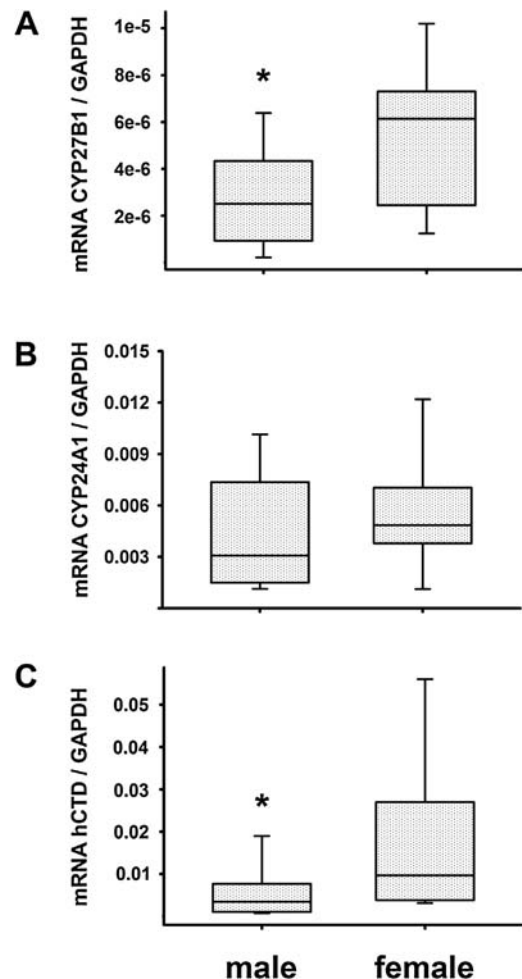 A
mRNA CYP27B1 / GAPDH
1e-5
8e-6
6e-6
4e-6
2e-6
*
B
mRNA CYP24A1 / GAPDH
0.015
0.012
0.009
0.006
0.003
C
mRNA hCTD / GAPDH
0.05
0.04
0.03
0.02
0.01
*
male female